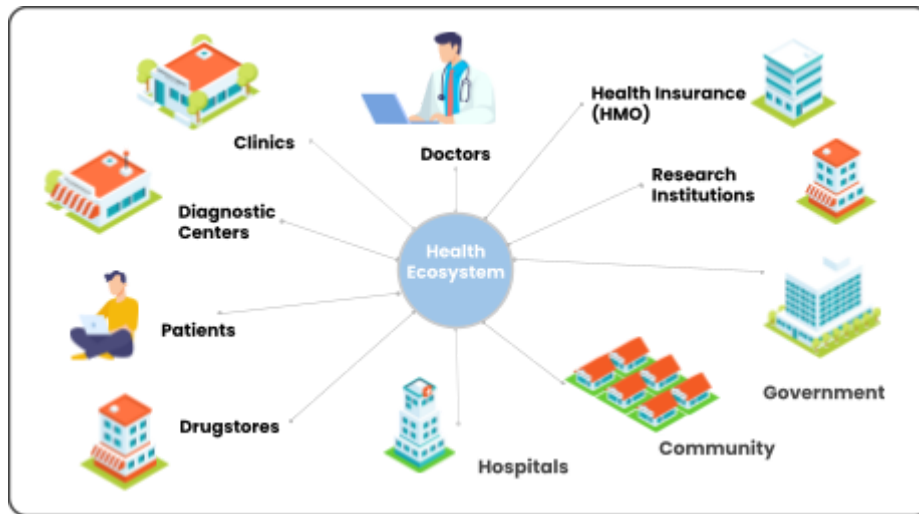 Clinics
Doctors
Health Insurance
(HMO)
Diagnostic
Centers
Research
Institutions
Health
Ecosystem
Patients
Government
Drugstores
Hospitals
Community